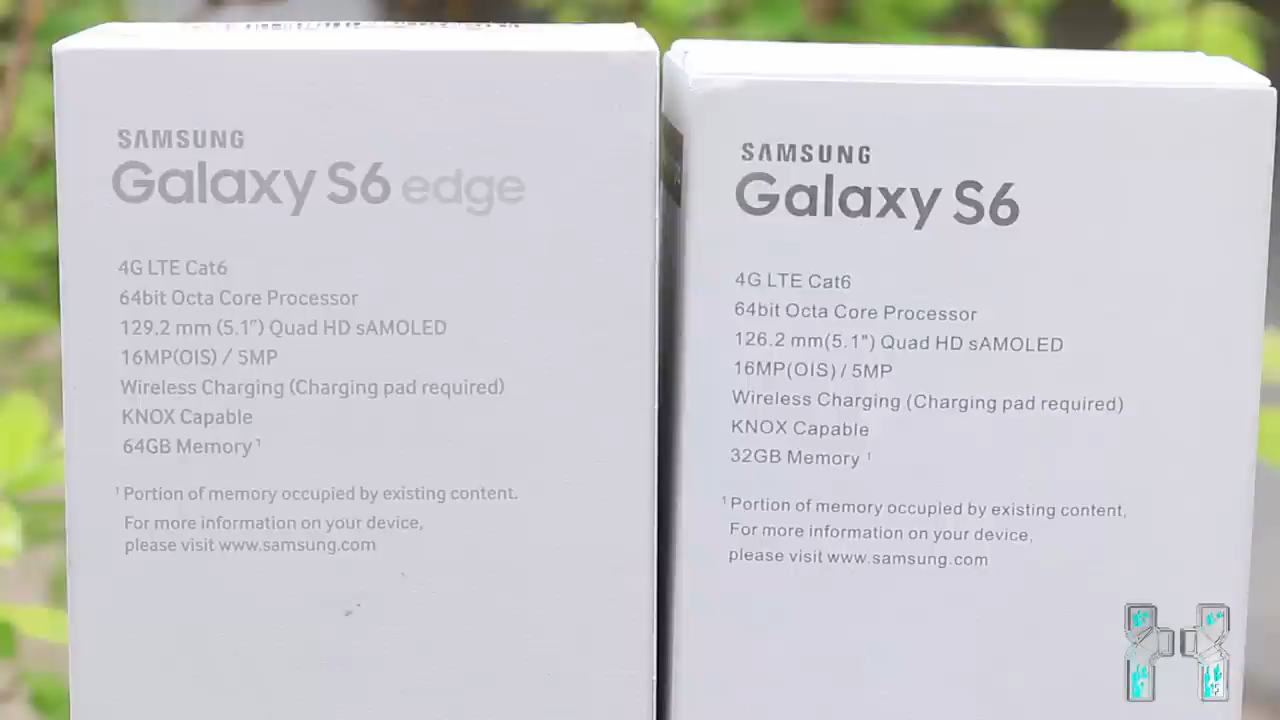 SAMSUNG
Galaxy S6 edge
4G LTE Cat6
64bit Octa Core Processor
129.2 mm (5.1") Quad HD sAMOLED
16MP(OIS) / 5MP
Wireless Charging (Charging pad required)
KNOX Capable
64GB Memory ¹
¹ Portion of memory occupied by existing content.
For more information on your device,
please visit www.samsung.com
SAMSUNG
Galaxy S6
4G LTE Cat6
64bit Octa Core Processor
126.2 mm(5.1") Quad HD sAMOLED
16MP(OIS) / 5MP
Wireless Charging (Charging pad required)
KNOX Capable
32GB Memory ¹
¹ Portion of memory occupied by existing content,
For more information on your device,
please visit www.samsung.com